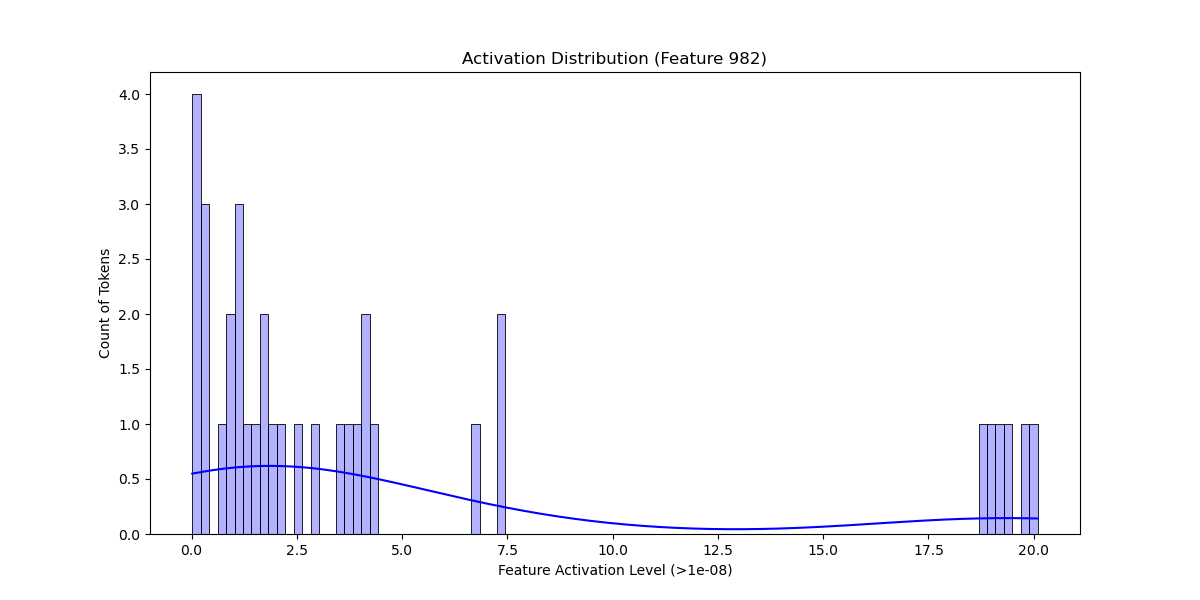 Activation Distribution (Feature 982)
Count of Tokens
4.0
3.5
3.0
2.5
2.0
1.5
1.0
0.5
0.0
0.0 2.5 5.0 7.5 10.0 12.5 15.0 17.5 20.0
Feature Activation Level (>1e-08)